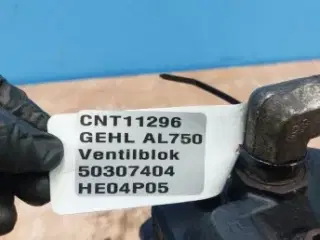 CNT11296
GEHL AL750
Ventilblok
50307404
HE04P05